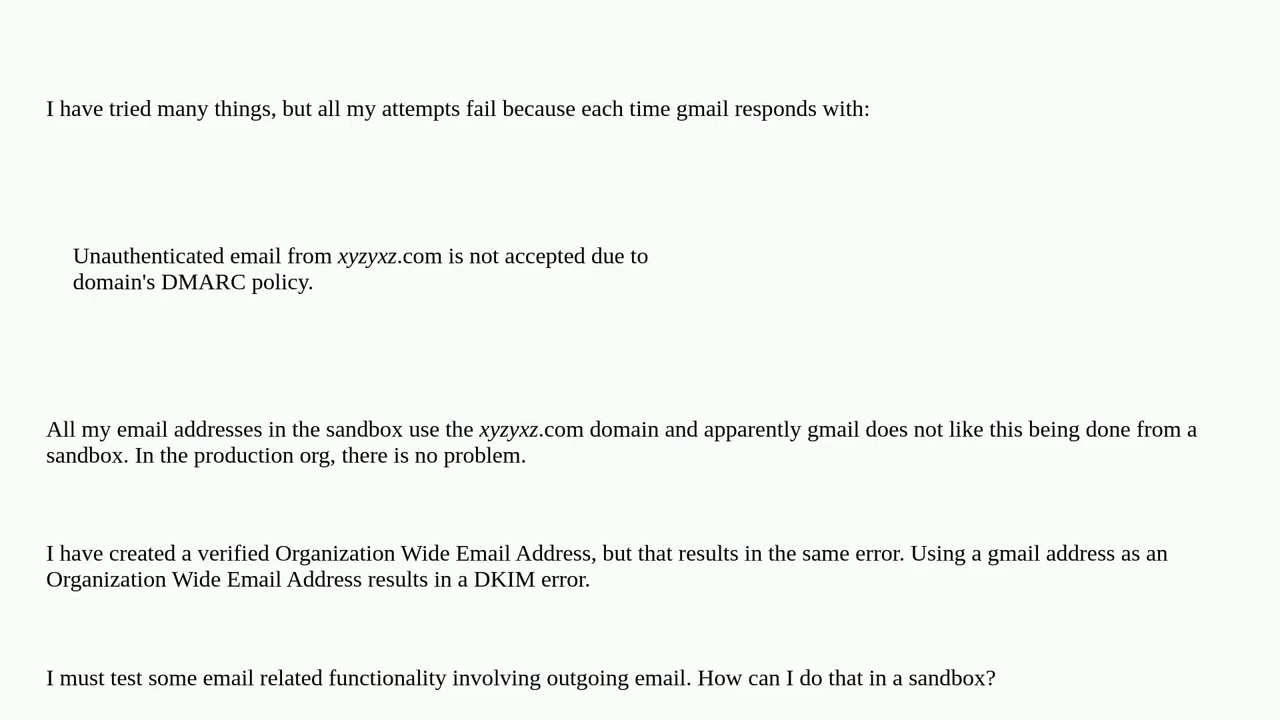 I have tried many things, but all my attempts fail because each time gmail responds with:
Unauthenticated email from xyzyxz.com is not accepted due to
domain's DMARC policy.
All my email addresses in the sandbox use the xyzyxz.com domain and apparently gmail does not like this being done from a
sandbox. In the production org, there is no problem.
I have created a verified Organization Wide Email Address, but that results in the same error. Using a gmail address as an
Organization Wide Email Address results in a DKIM error.
I must test some email related functionality involving outgoing email. How can I do that in a sandbox?